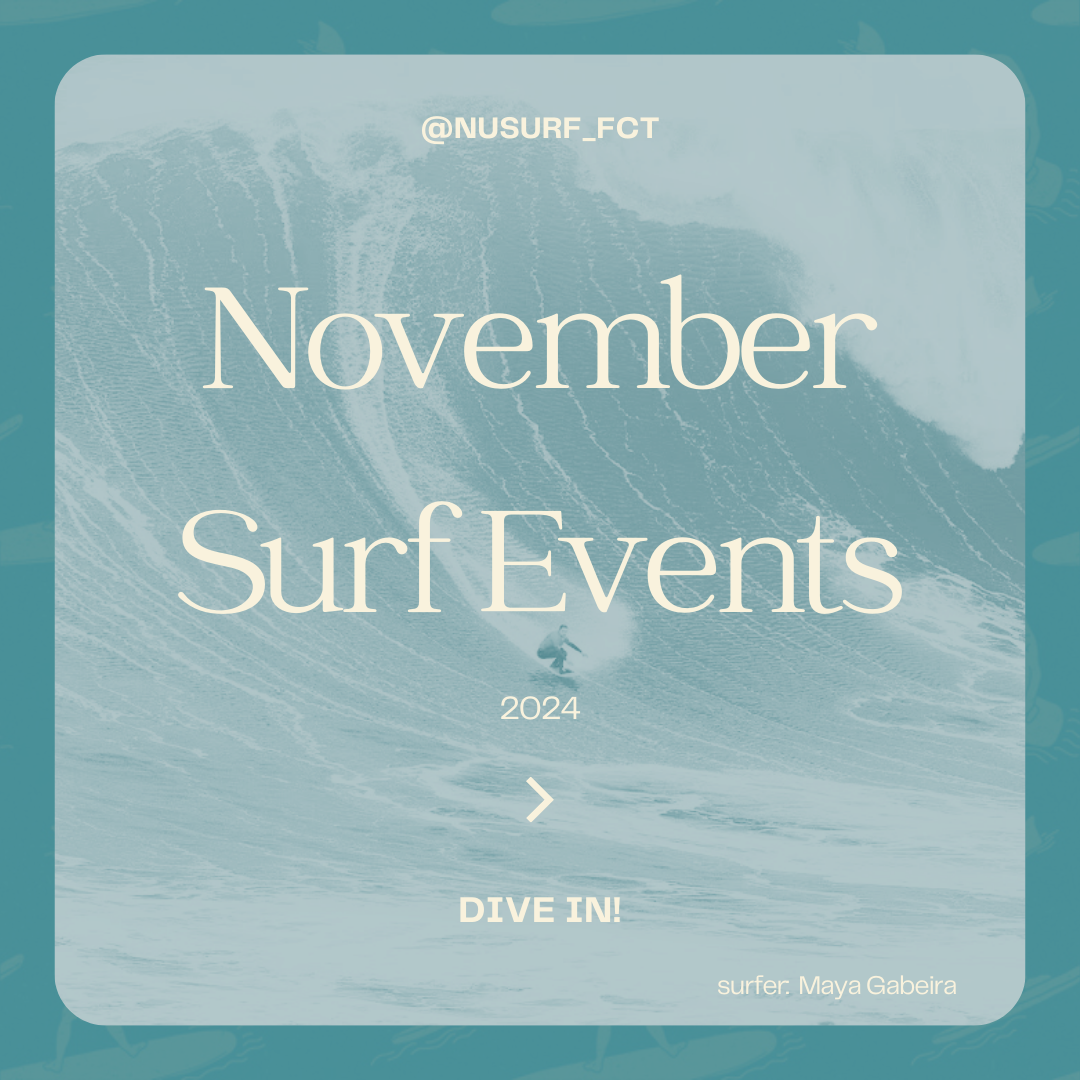 @NUSURF_FCT
November
Surf Events
2024
DIVE IN!
surfer: Maya Gabeira